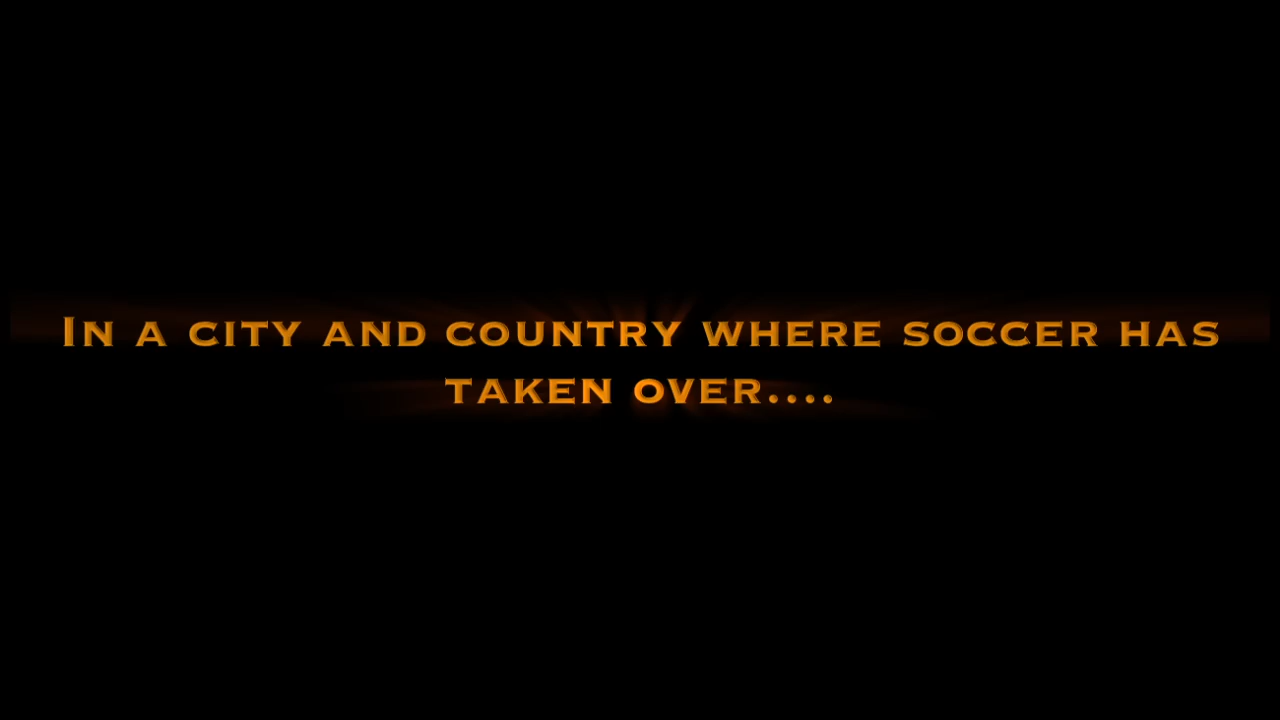 In a city and country where soccer has
taken over....